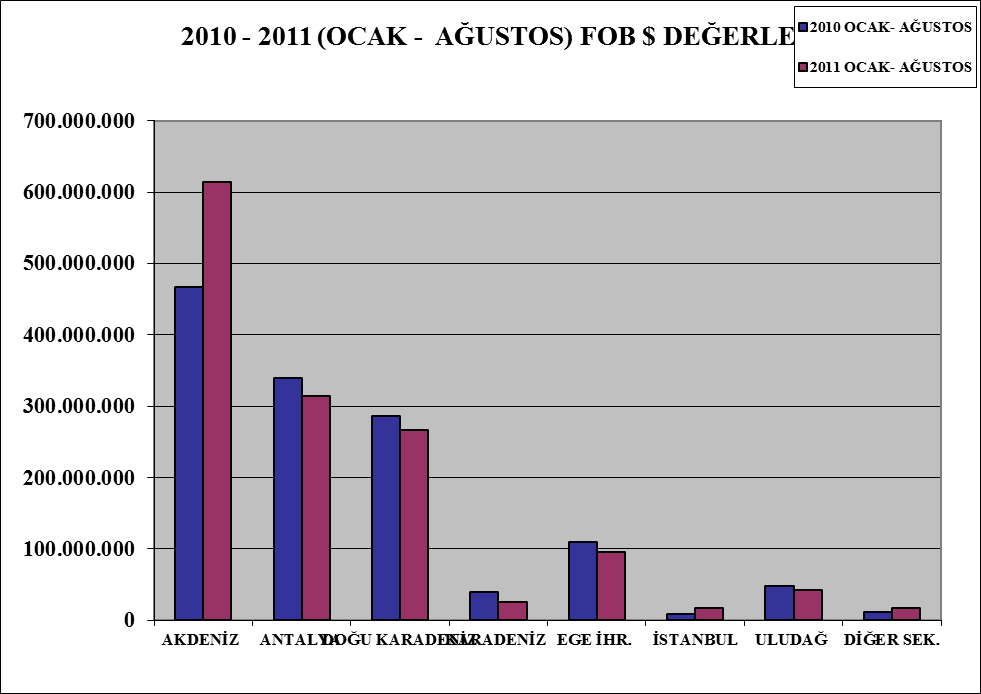 2010 - 2011 (OCAK - AĞUSTOS) FOB $ DEĞERLE
2010 OCAK- AĞUSTOS
2011 OCAK- AĞUSTOS
700.000.000
600.000.000
500.000.000
400.000.000
300.000.000
200.000.000
100.000.000
0
AKDENİZ ANTALYA DOĞU KARADENİZ KARADENİZ EGE İHR. İSTANBUL ULUDAĞ DİĞER SEK.